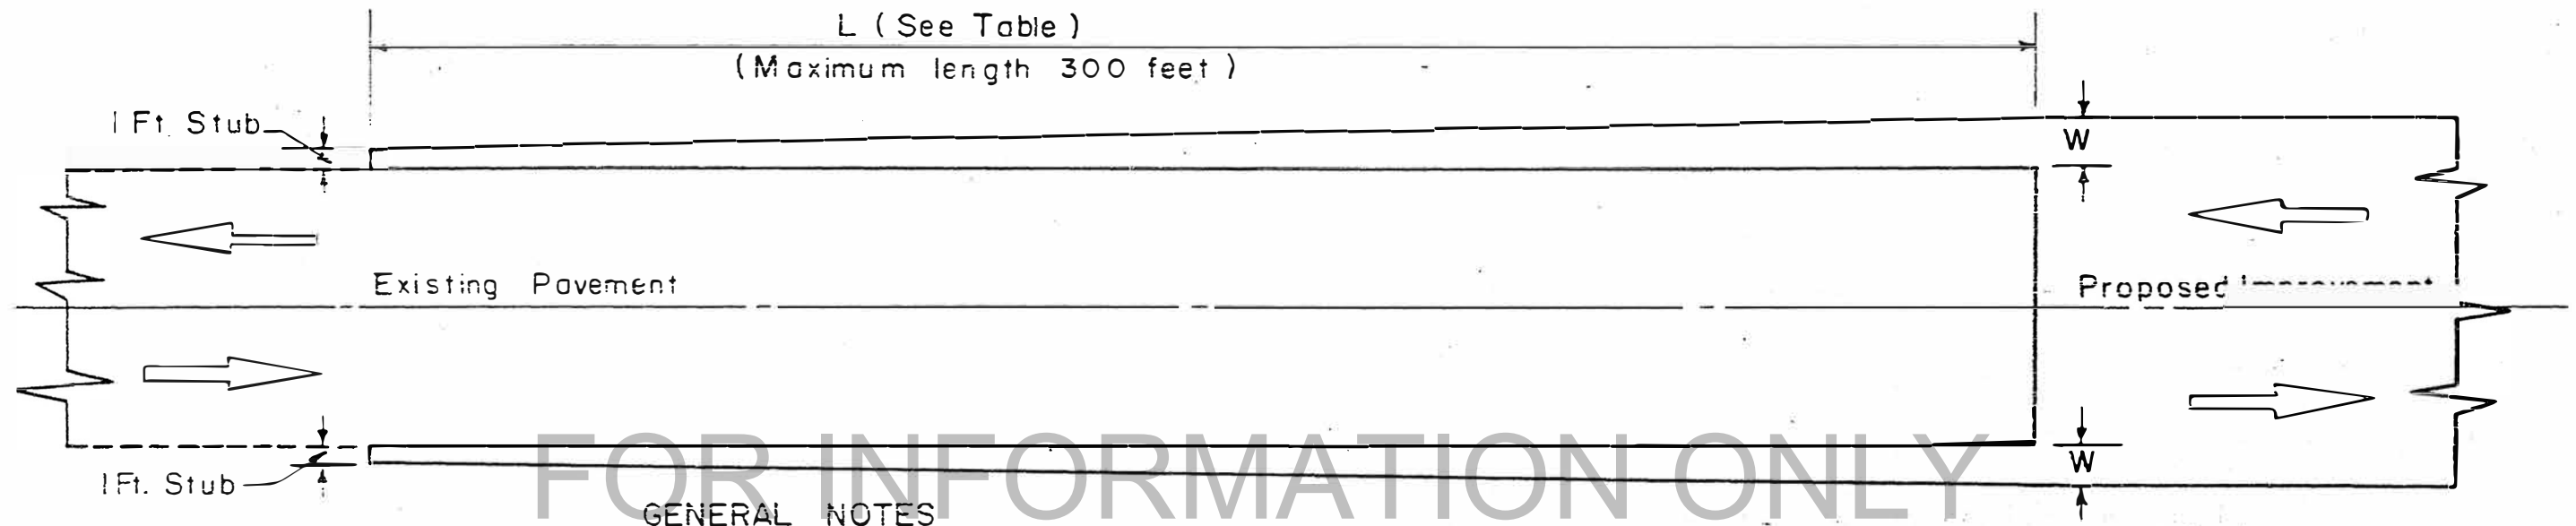 L ( See Table )
(Maximum length 300 feet )
1 Ft. Stub
W
Existing Pavement
Proposed
1 Ft. Stub
W
FOR INFORMATION ONLY
GENERAL NOTES